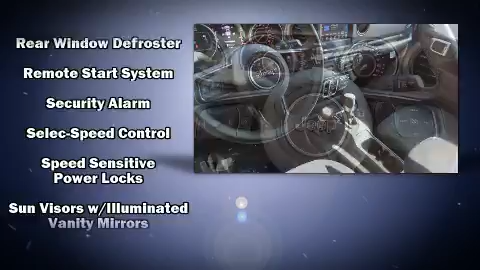 Rear Window Defroster
Remote Start System
Security Alarm
Selec-Speed Control
Speed Sensitive
Power Locks
Sun Visors w/Illuminated
Vanity Mirrors
Jeep